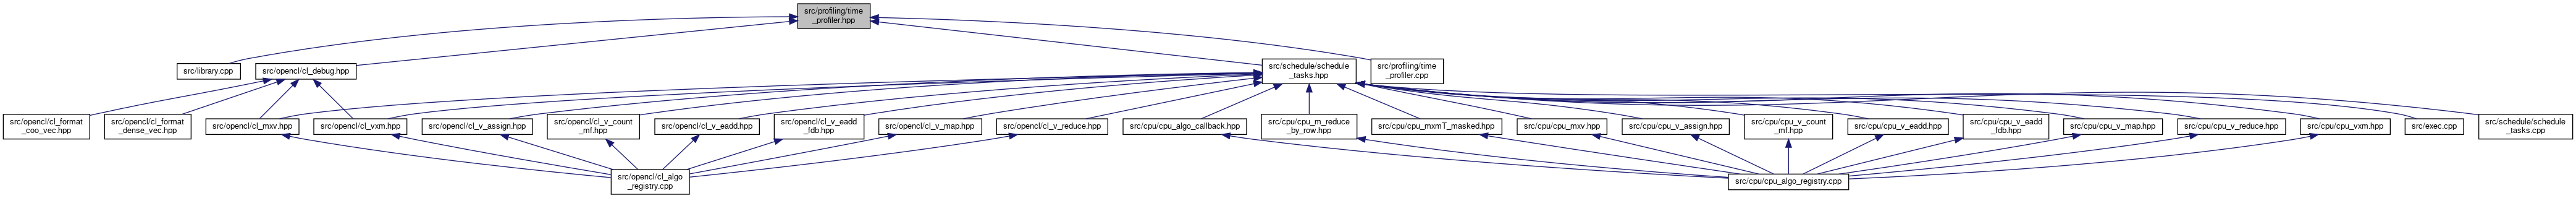 src/profiling/time
_profiler.hpp
src/library.cpp
src/opencl/cl_debug.hpp
src/schedule/schedule
_tasks.hpp
src/profiling/time
_profiler.cpp
src/opencl/cl_format
_coo_vec.hpp
src/opencl/cl_format
_dense_vec.hpp
src/opencl/cl_mxv.hpp
src/opencl/cl_vxm.hpp
src/opencl/cl_v_assign.hpp
src/opencl/cl_v_count
_mf.hpp
src/opencl/cl_v_eadd.hpp
src/opencl/cl_v_eadd
_fdb.hpp
src/opencl/cl_v_map.hpp
src/opencl/cl_v_reduce.hpp
src/cpu/cpu_algo_callback.hpp
src/cpu/cpu_m_reduce
_by_row.hpp
src/cpu/cpu_mxmT_masked.hpp
src/cpu/cpu_mxv.hpp
src/cpu/cpu_v_assign.hpp
src/cpu/cpu_v_count
_mf.hpp
src/cpu/cpu_v_eadd.hpp
src/cpu/cpu_v_eadd
_fdb.hpp
src/cpu/cpu_v_map.hpp
src/cpu/cpu_v_reduce.hpp
src/cpu/cpu_vxm.hpp
src/exec.cpp
src/schedule/schedule
_tasks.cpp
src/opencl/cl_algo
_registry.cpp
src/cpu/cpu_algo_registry.cpp